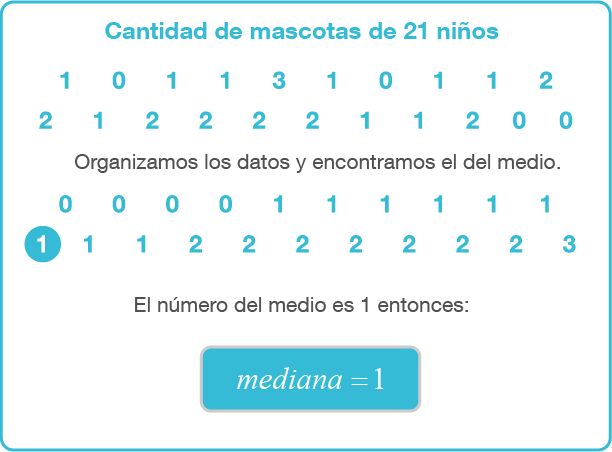 Cantidad de mascotas de 21 niños
1 0 1 1 3 1 0 1 1 2
2 1 2 2 2 2 1 1 2 0 0
Organizamos los datos y encontramos el del medio.
0 0 0 0 1 1 1 1 1 1
1 1 1 2 2 2 2 2 2 2 3
El número del medio es 1 entonces:
mediana = 1